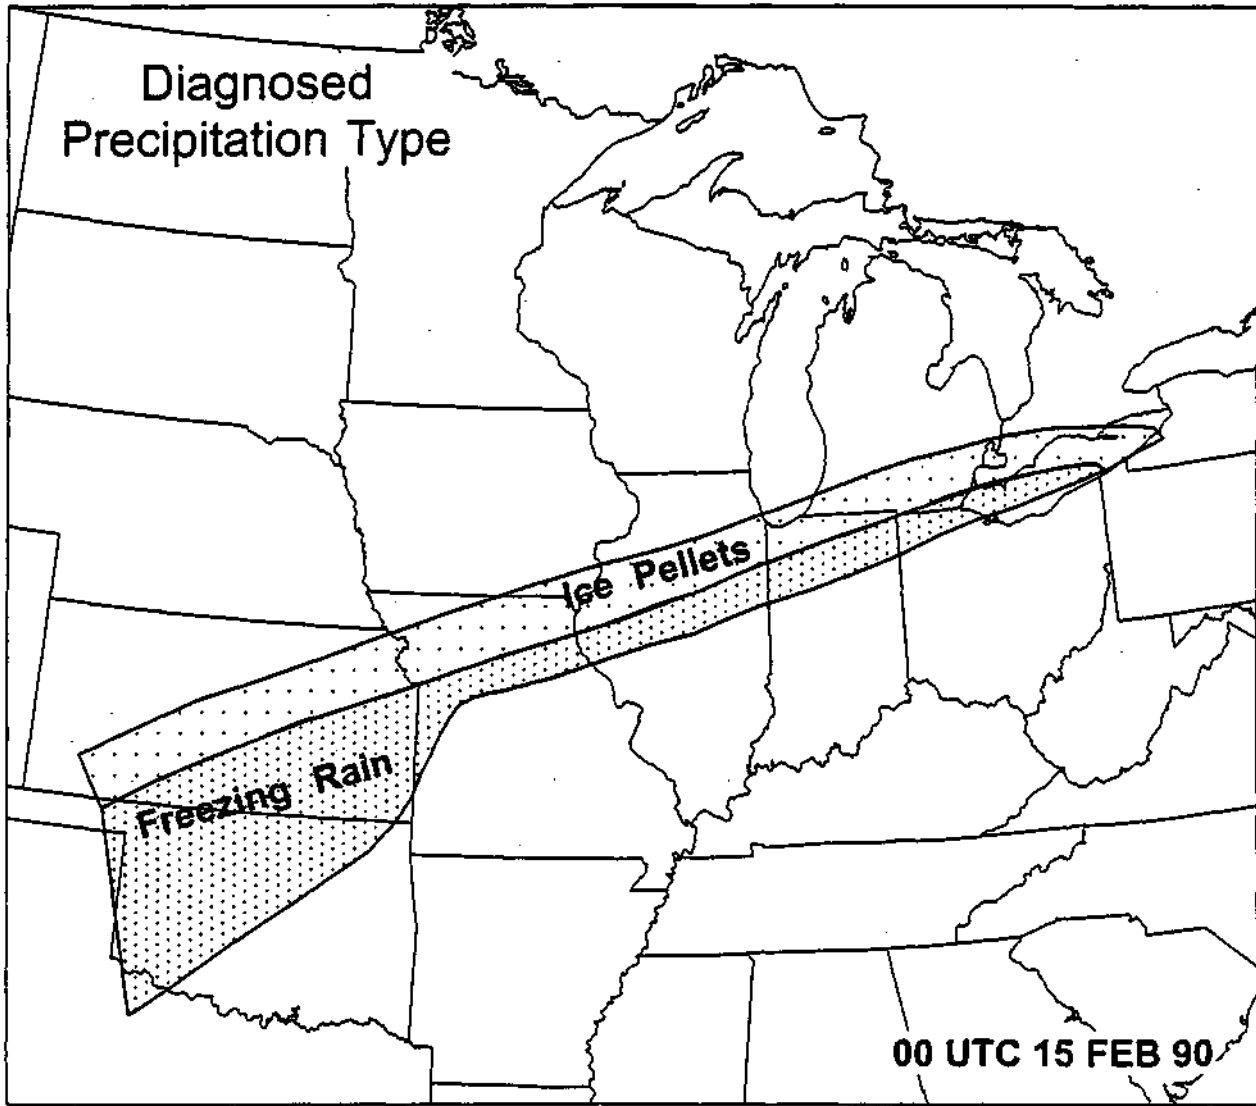 Diagnosed
Precipitation Type
Ice Pellets
Freezing Rain
00 UTC 15 FEB 90